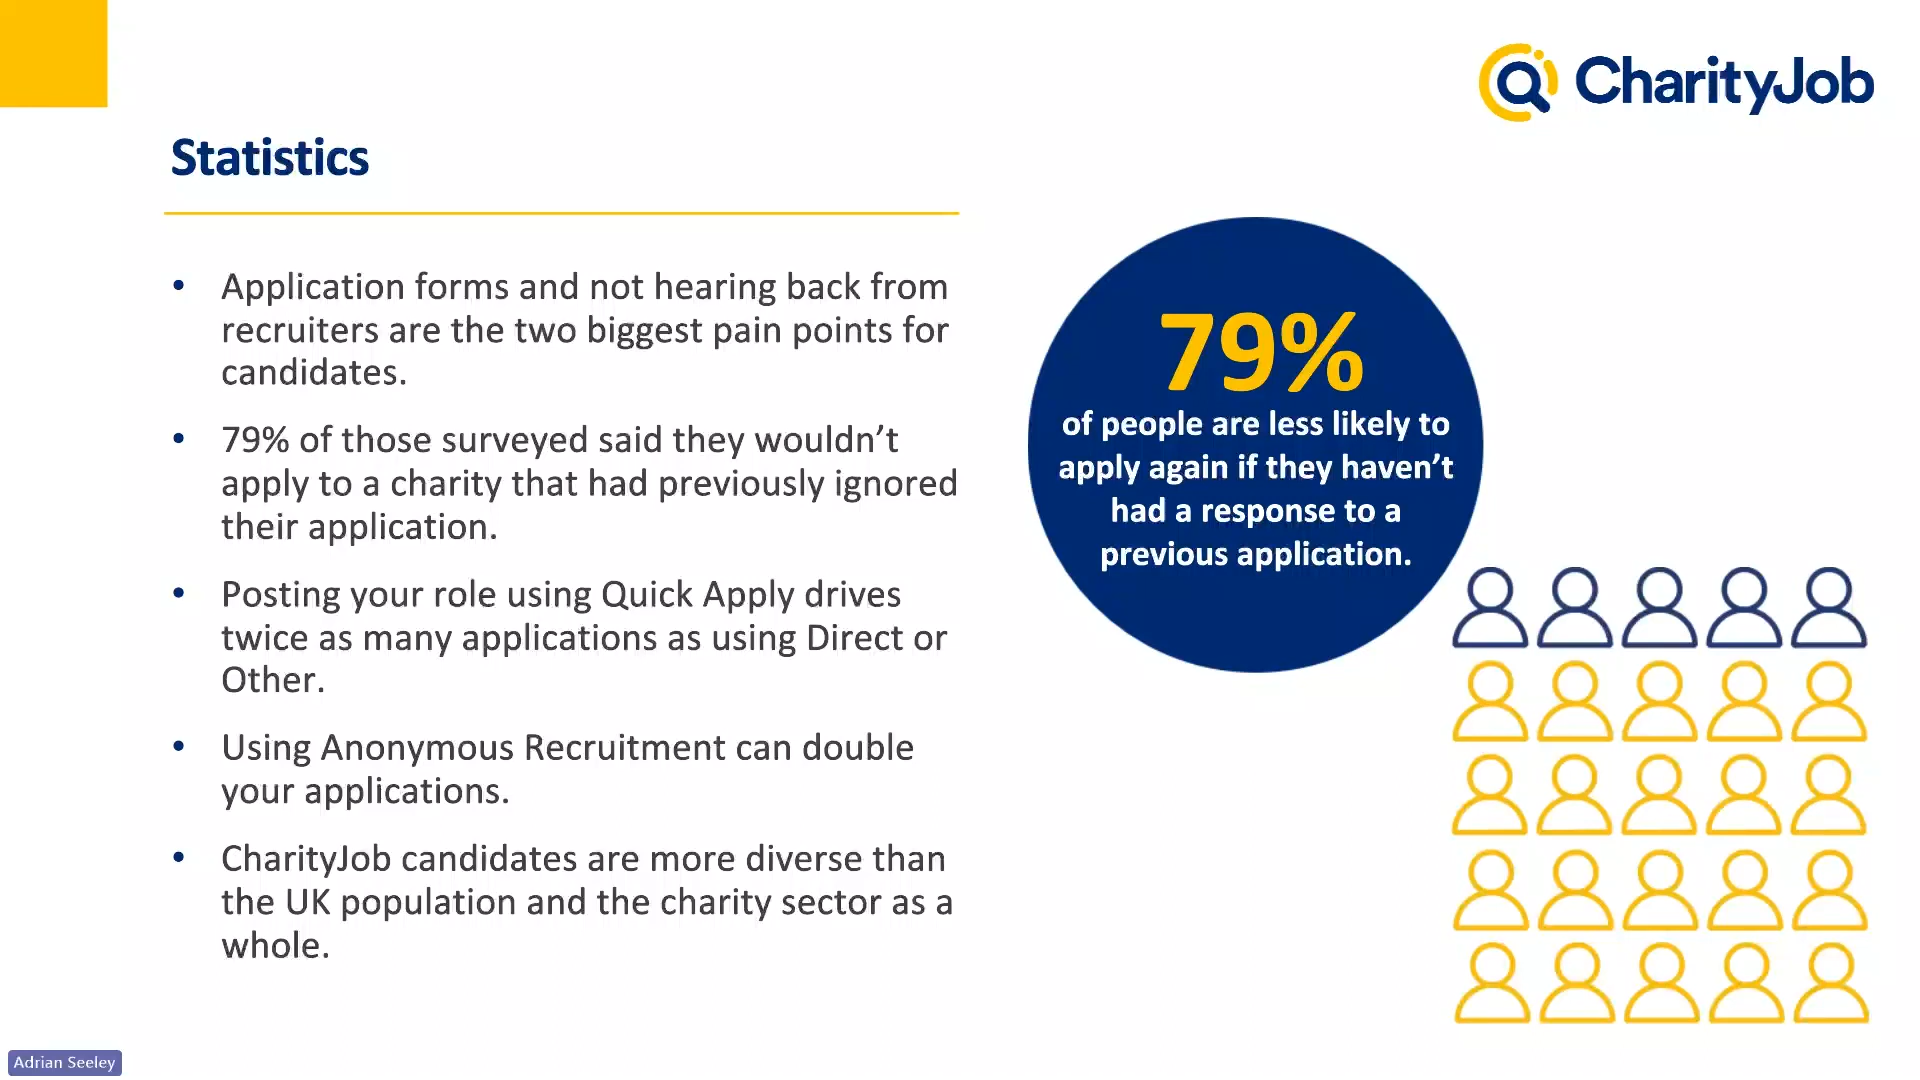 CharityJob
Statistics
• Application forms and not hearing back from
recruiters are the two biggest pain points for
candidates.
• 79% of those surveyed said they wouldn’t
apply to a charity that had previously ignored
their application.
• Posting your role using Quick Apply drives
twice as many applications as using Direct or
Other.
• Using Anonymous Recruitment can double
your applications.
• CharityJob candidates are more diverse than
the UK population and the charity sector as a
whole.
79%
of people are less likely to
apply again if they haven’t
had a response to a
previous application.
Adrian Seeley